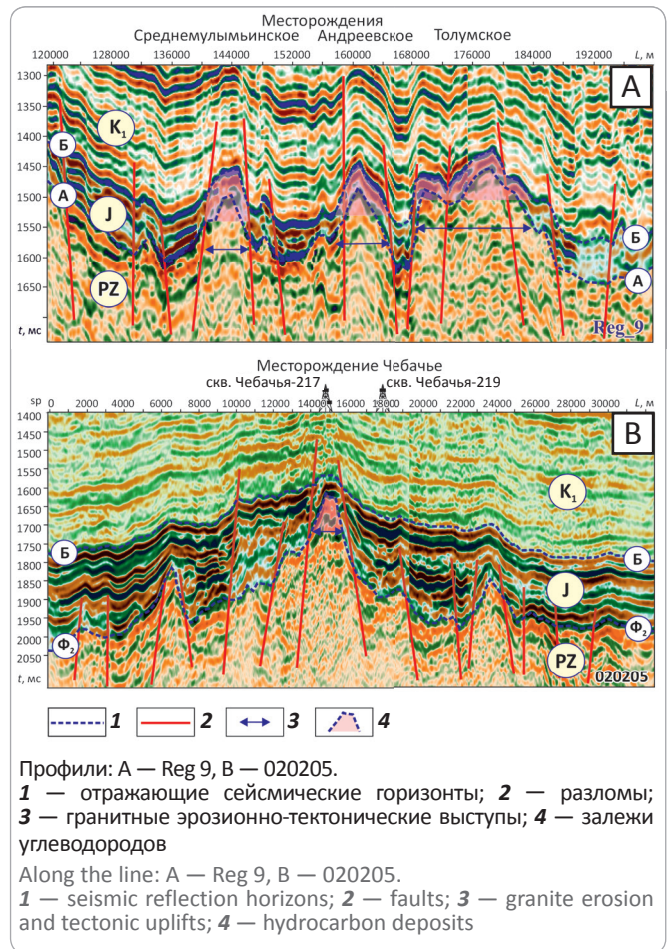 Месторождения
Среднемулымьинское Андреевское Толумское
120000 128000 136000 144000 152000 160000 168000 176000 184000 192000 L, м
1300
1350
1400
1450
1500
1550
1600
1650
t, мс
A
K1
Б
А
J
PZ
Б
А
Reg_9
Месторождение Чебачье
скв. Чебачья-217 скв. Чебачья-219
sp 0 2000 4000 6000 8000 10000 12000 14000 16000 18000 20000 22000 24000 26000 28000 30000 L, м
1400
1450
1500
1550
1600
1650
1700
1750
1800
1850
1900
1950
2000
2050
t, мс
B
K1
Б
Б
J
Ф2
Ф2
PZ
020205
1 2 3 4
Профили: A — Reg 9, B — 020205.
1 — отражающие сейсмические горизонты; 2 — разломы;
3 — гранитные эрозионно-тектонические выступы; 4 — залежи
углеводородов
Along the line: A — Reg 9, B — 020205.
1 — seismic reflection horizons; 2 — faults; 3 — granite erosion
and tectonic uplifts; 4 — hydrocarbon deposits